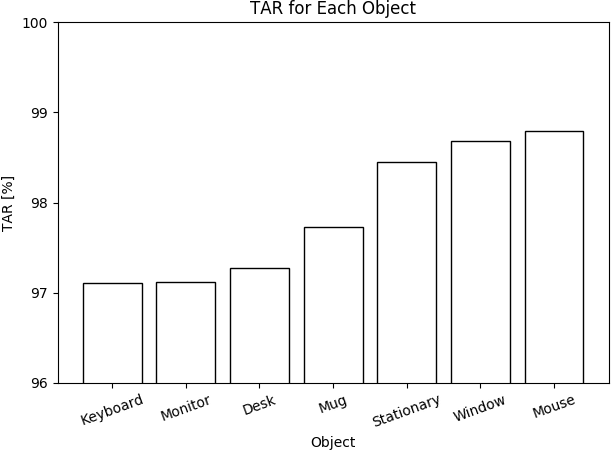 TAR for Each Object
100
99
98
97
96
TAR [%]
Keyboard
Monitor
Desk
Mug
Stationary
Window
Mouse
Object